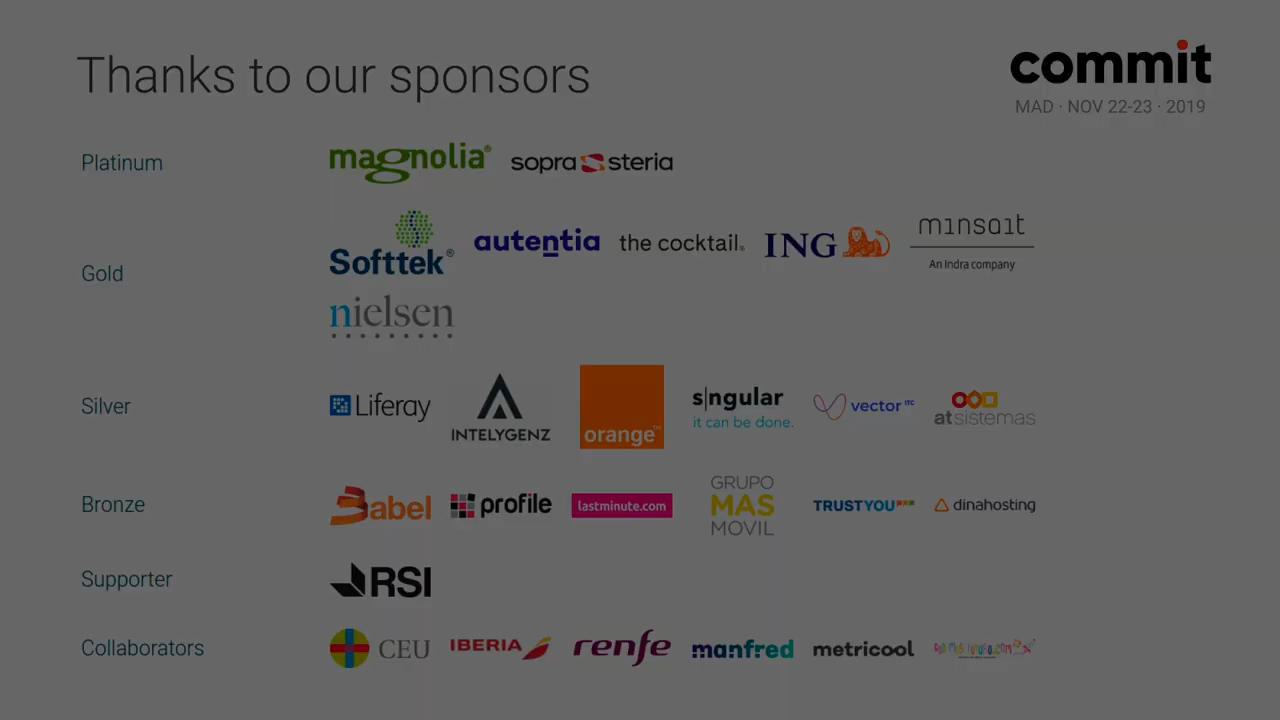 Thanks to our sponsors
commit
MAD · NOV 22-23 · 2019
Platinum
magnolia®
sopra steria
Gold
Softtek®
autentia
the cocktail
ING
minsait
An Indra company
nielsen
Silver
Liferay
INTELYGENZ
orange™
s|ngular
it can be done.
vector ITC
atsistemas
Bronze
Babel
profile
lastminute.com
GRUPO
MAS
MOVIL
TRUSTYOU
dinahosting
Supporter
RSI
Collaborators
CEU
IBERIA
renfe
manfred
metricool